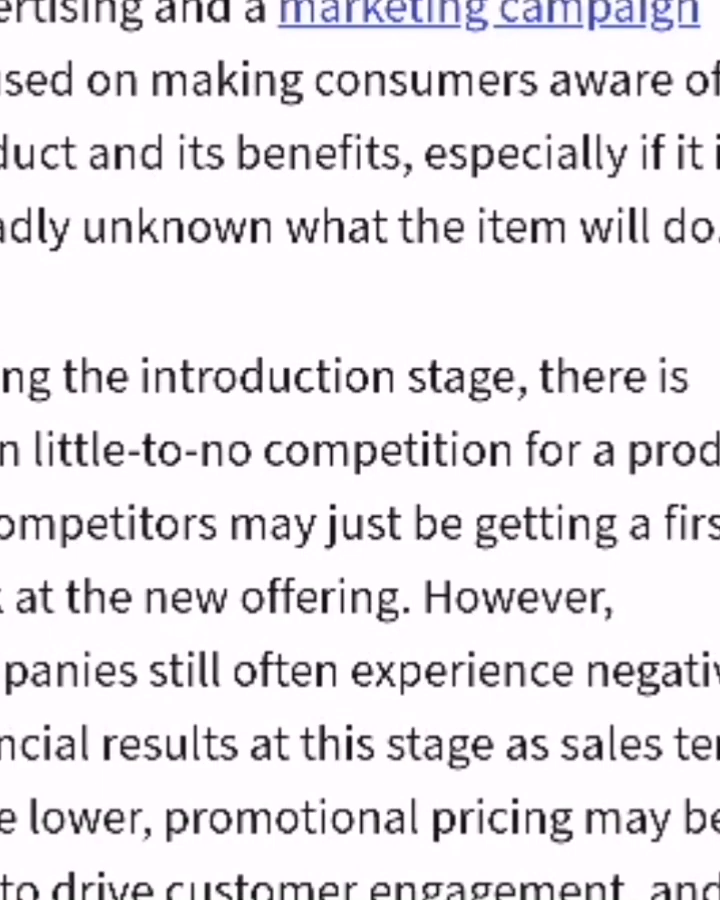 ertising and a marketing campaign
used on making consumers aware of
duct and its benefits, especially if it i
adly unknown what the item will do.
ng the introduction stage, there is
n little-to-no competition for a prod
ompetitors may just be getting a firs
k at the new offering. However,
panies still often experience negativ
ncial results at this stage as sales ten
e lower, promotional pricing may be
to drive customer engagement, and